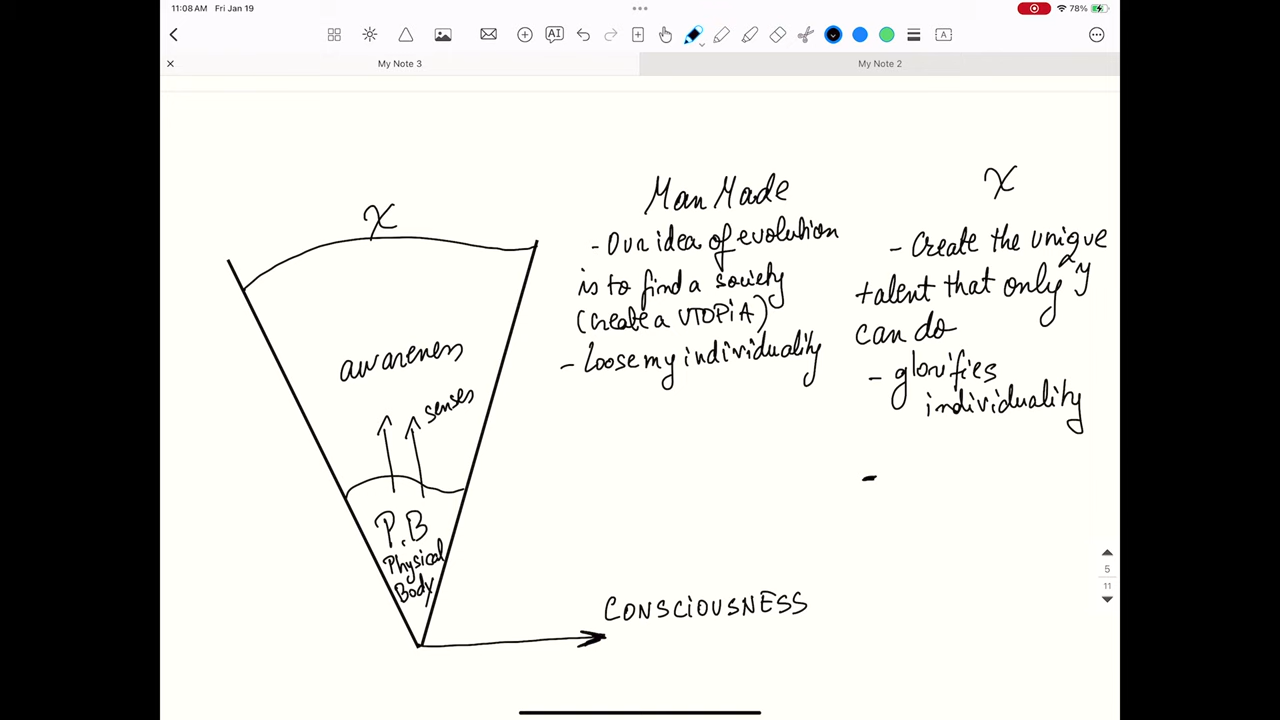 11:08 AM Fri Jan 19
78%
AI
A
My Note 3
My Note 2
x
awareness
senses
P.B
Physical
Body
CONSCIOUSNESS
Man Made
- Our idea of evolution
is to find a society
(create a UTOPiA)
- Loose my individuality
x
- Create the unique
talent that only y
can do
- glorifies
individuality
-
5
11